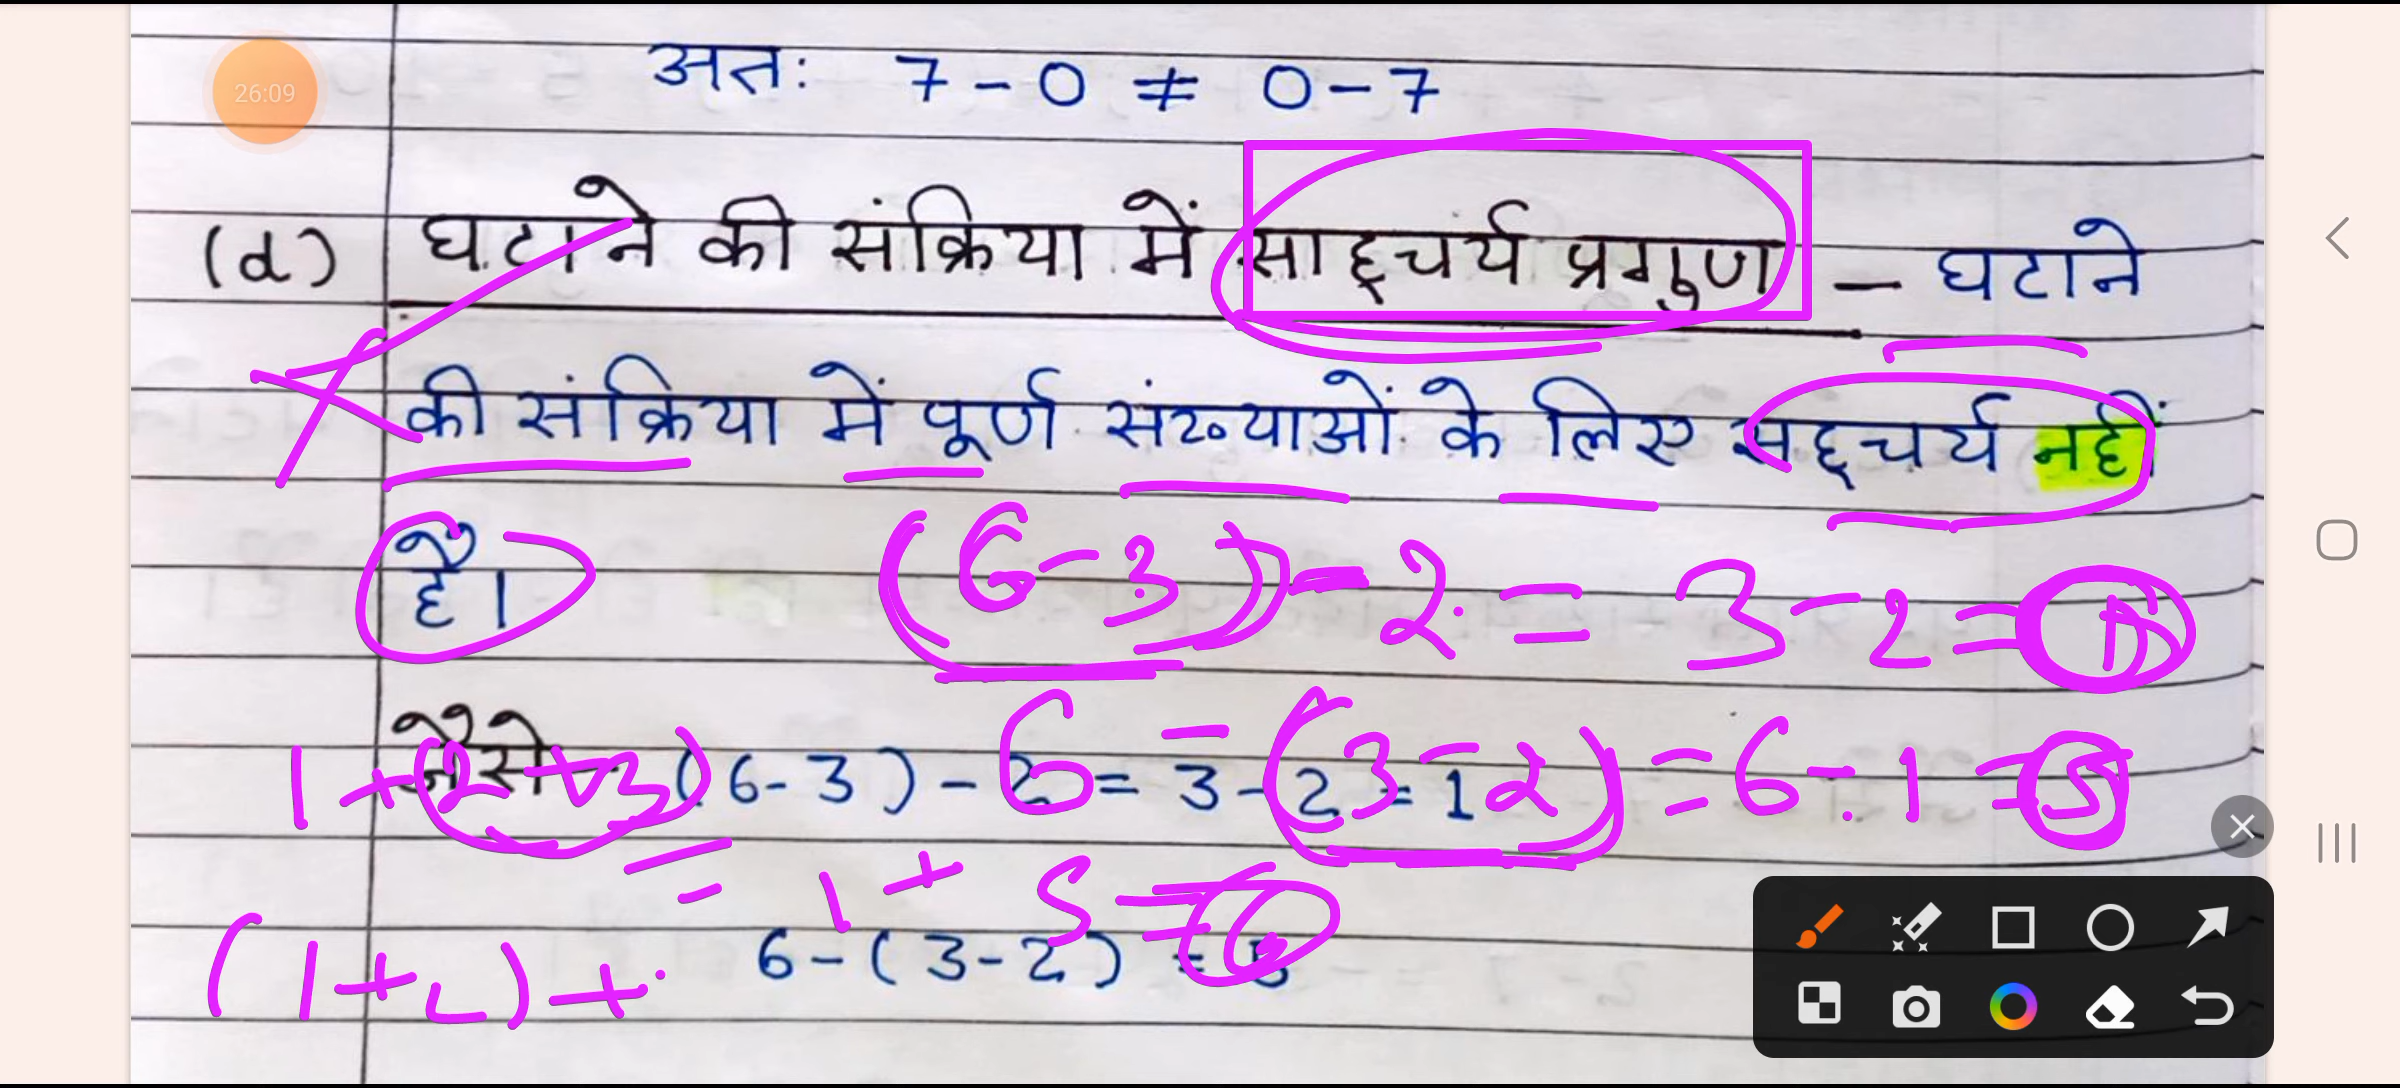 26:09
अतः 7 - 0 ≠ 0 - 7
(d) घटाने की संक्रिया में साहचर्य प्रगुण — घटाने
की संक्रिया में पूर्ण संख्याओं के लिए सहचर्य नहीं
है।
(6-3) - 2 = 3 - 2 = 1
जैसे - (6-3) - 2 = 3 - 2 = 1
6 - (3-2) = 6 - 1 = 5
1 + (2+3)
= 1 + 5 = 6
6 - (3-2) = 5
(1+2) +